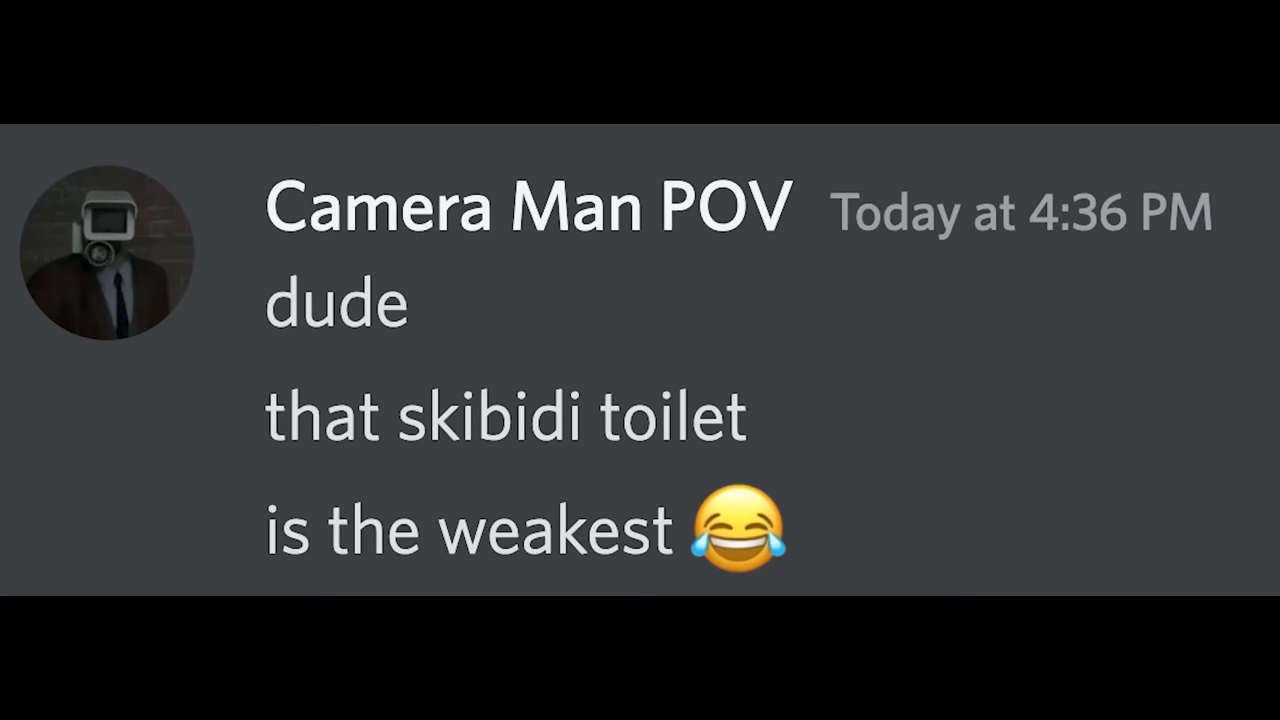 Camera Man POV Today at 4:36 PM
dude
that skibidi toilet
is the weakest 😂